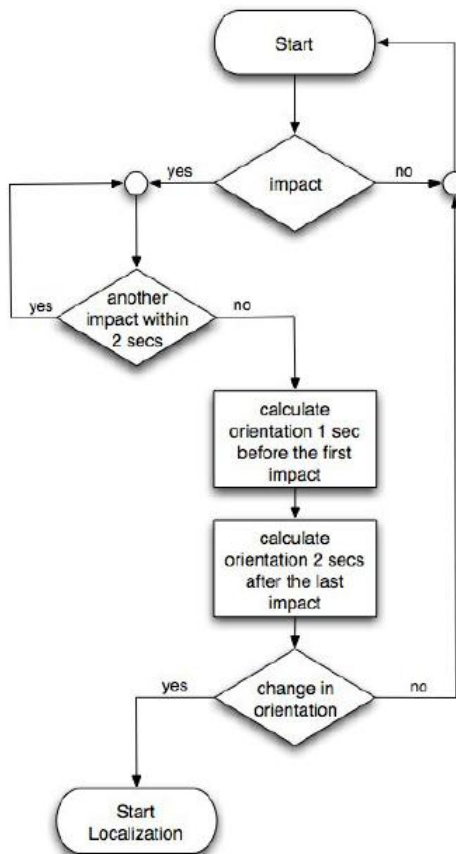 Start
impact
yes
no
another
impact within
2 secs
yes
no
calculate
orientation 1 sec
before the first
impact
calculate
orientation 2 secs
after the last
impact
change in
orientation
yes
no
Start
Localization